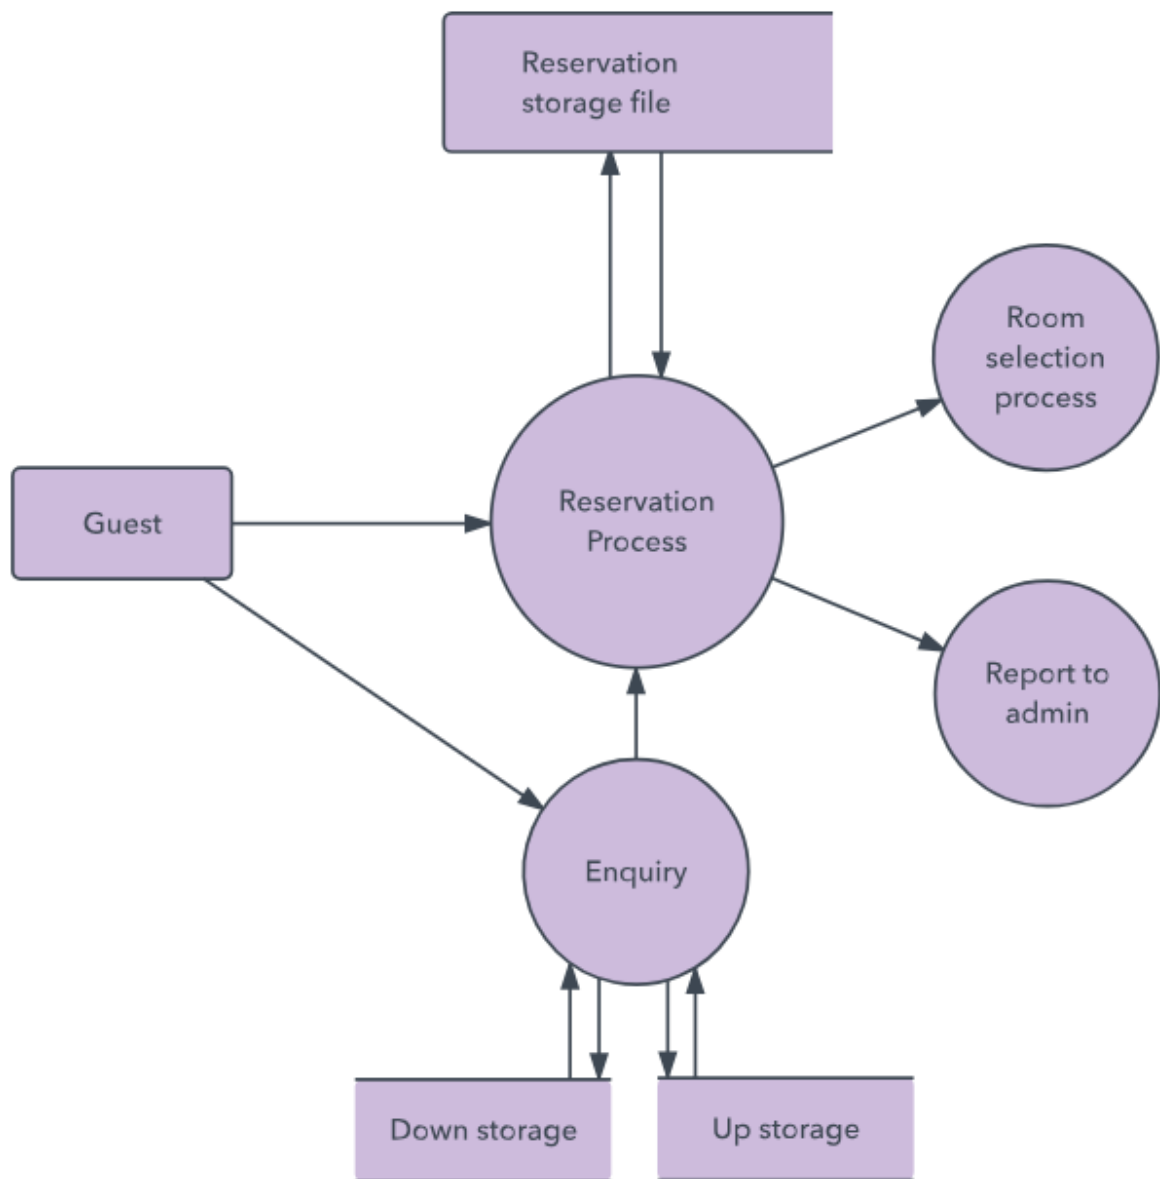 Reservation
storage file
Room
selection
process
Guest
Reservation
Process
Report to
admin
Enquiry
Down storage
Up storage